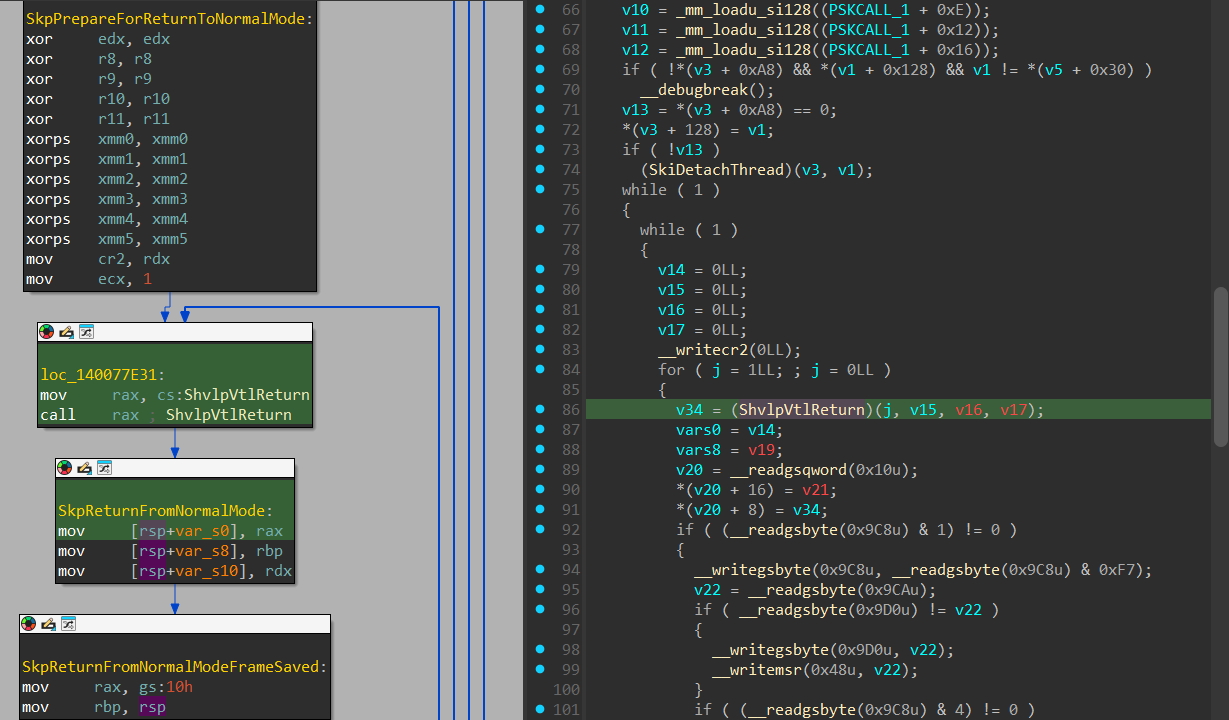 SkpPrepareForReturnToNormalMode:
xor edx, edx
xor r8, r8
xor r9, r9
xor r10, r10
xor r11, r11
xorps xmm0, xmm0
xorps xmm1, xmm1
xorps xmm2, xmm2
xorps xmm3, xmm3
xorps xmm4, xmm4
xorps xmm5, xmm5
mov cr2, rdx
mov ecx, 1
loc_140077E31:
mov rax, cs:ShvlpVtlReturn
call rax ; ShvlpVtlReturn
SkpReturnFromNormalMode:
mov [rsp+var_s0], rax
mov [rsp+var_s8], rbp
mov [rsp+var_s10], rdx
SkpReturnFromNormalModeFrameSaved:
mov rax, gs:10h
mov rbp, rsp
66 v10 = _mm_loadu_si128((PSKCALL_1 + 0xE));
67 v11 = _mm_loadu_si128((PSKCALL_1 + 0x12));
68 v12 = _mm_loadu_si128((PSKCALL_1 + 0x16));
69 if ( !*(v3 + 0xA8) && *(v1 + 0x128) && v1 != *(v5 + 0x30) )
70 __debugbreak();
71 v13 = *(v3 + 0xA8) == 0;
72 *(v3 + 128) = v1;
73 if ( !v13 )
74 (SkiDetachThread)(v3, v1);
75 while ( 1 )
76 {
77 while ( 1 )
78 {
79 v14 = 0LL;
80 v15 = 0LL;
81 v16 = 0LL;
82 v17 = 0LL;
83 __writecr2(0LL);
84 for ( j = 1LL; ; j = 0LL )
85 {
86 v34 = (ShvlpVtlReturn)(j, v15, v16, v17);
87 vars0 = v14;
88 vars8 = v19;
89 v20 = __readgsqword(0x10u);
90 *(v20 + 16) = v21;
91 *(v20 + 8) = v34;
92 if ( (__readgsbyte(0x9C8u) & 1) != 0 )
93 {
94 __writegsbyte(0x9C8u, __readgsbyte(0x9C8u) & 0xF7);
95 v22 = __readgsbyte(0x9CAu);
96 if ( __readgsbyte(0x9D0u) != v22 )
97 {
98 __writegsbyte(0x9D0u, v22);
99 __writemsr(0x48u, v22);
100 }
101 if ( (__readgsbyte(0x9C8u) & 4) != 0 )